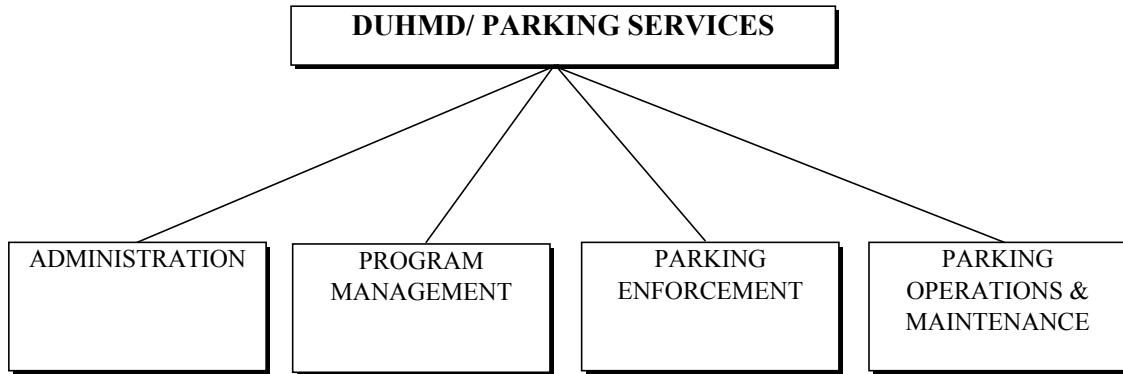 DUHMD/ PARKING SERVICES
ADMINISTRATION
PROGRAM
MANAGEMENT
PARKING
ENFORCEMENT
PARKING
OPERATIONS &
MAINTENANCE